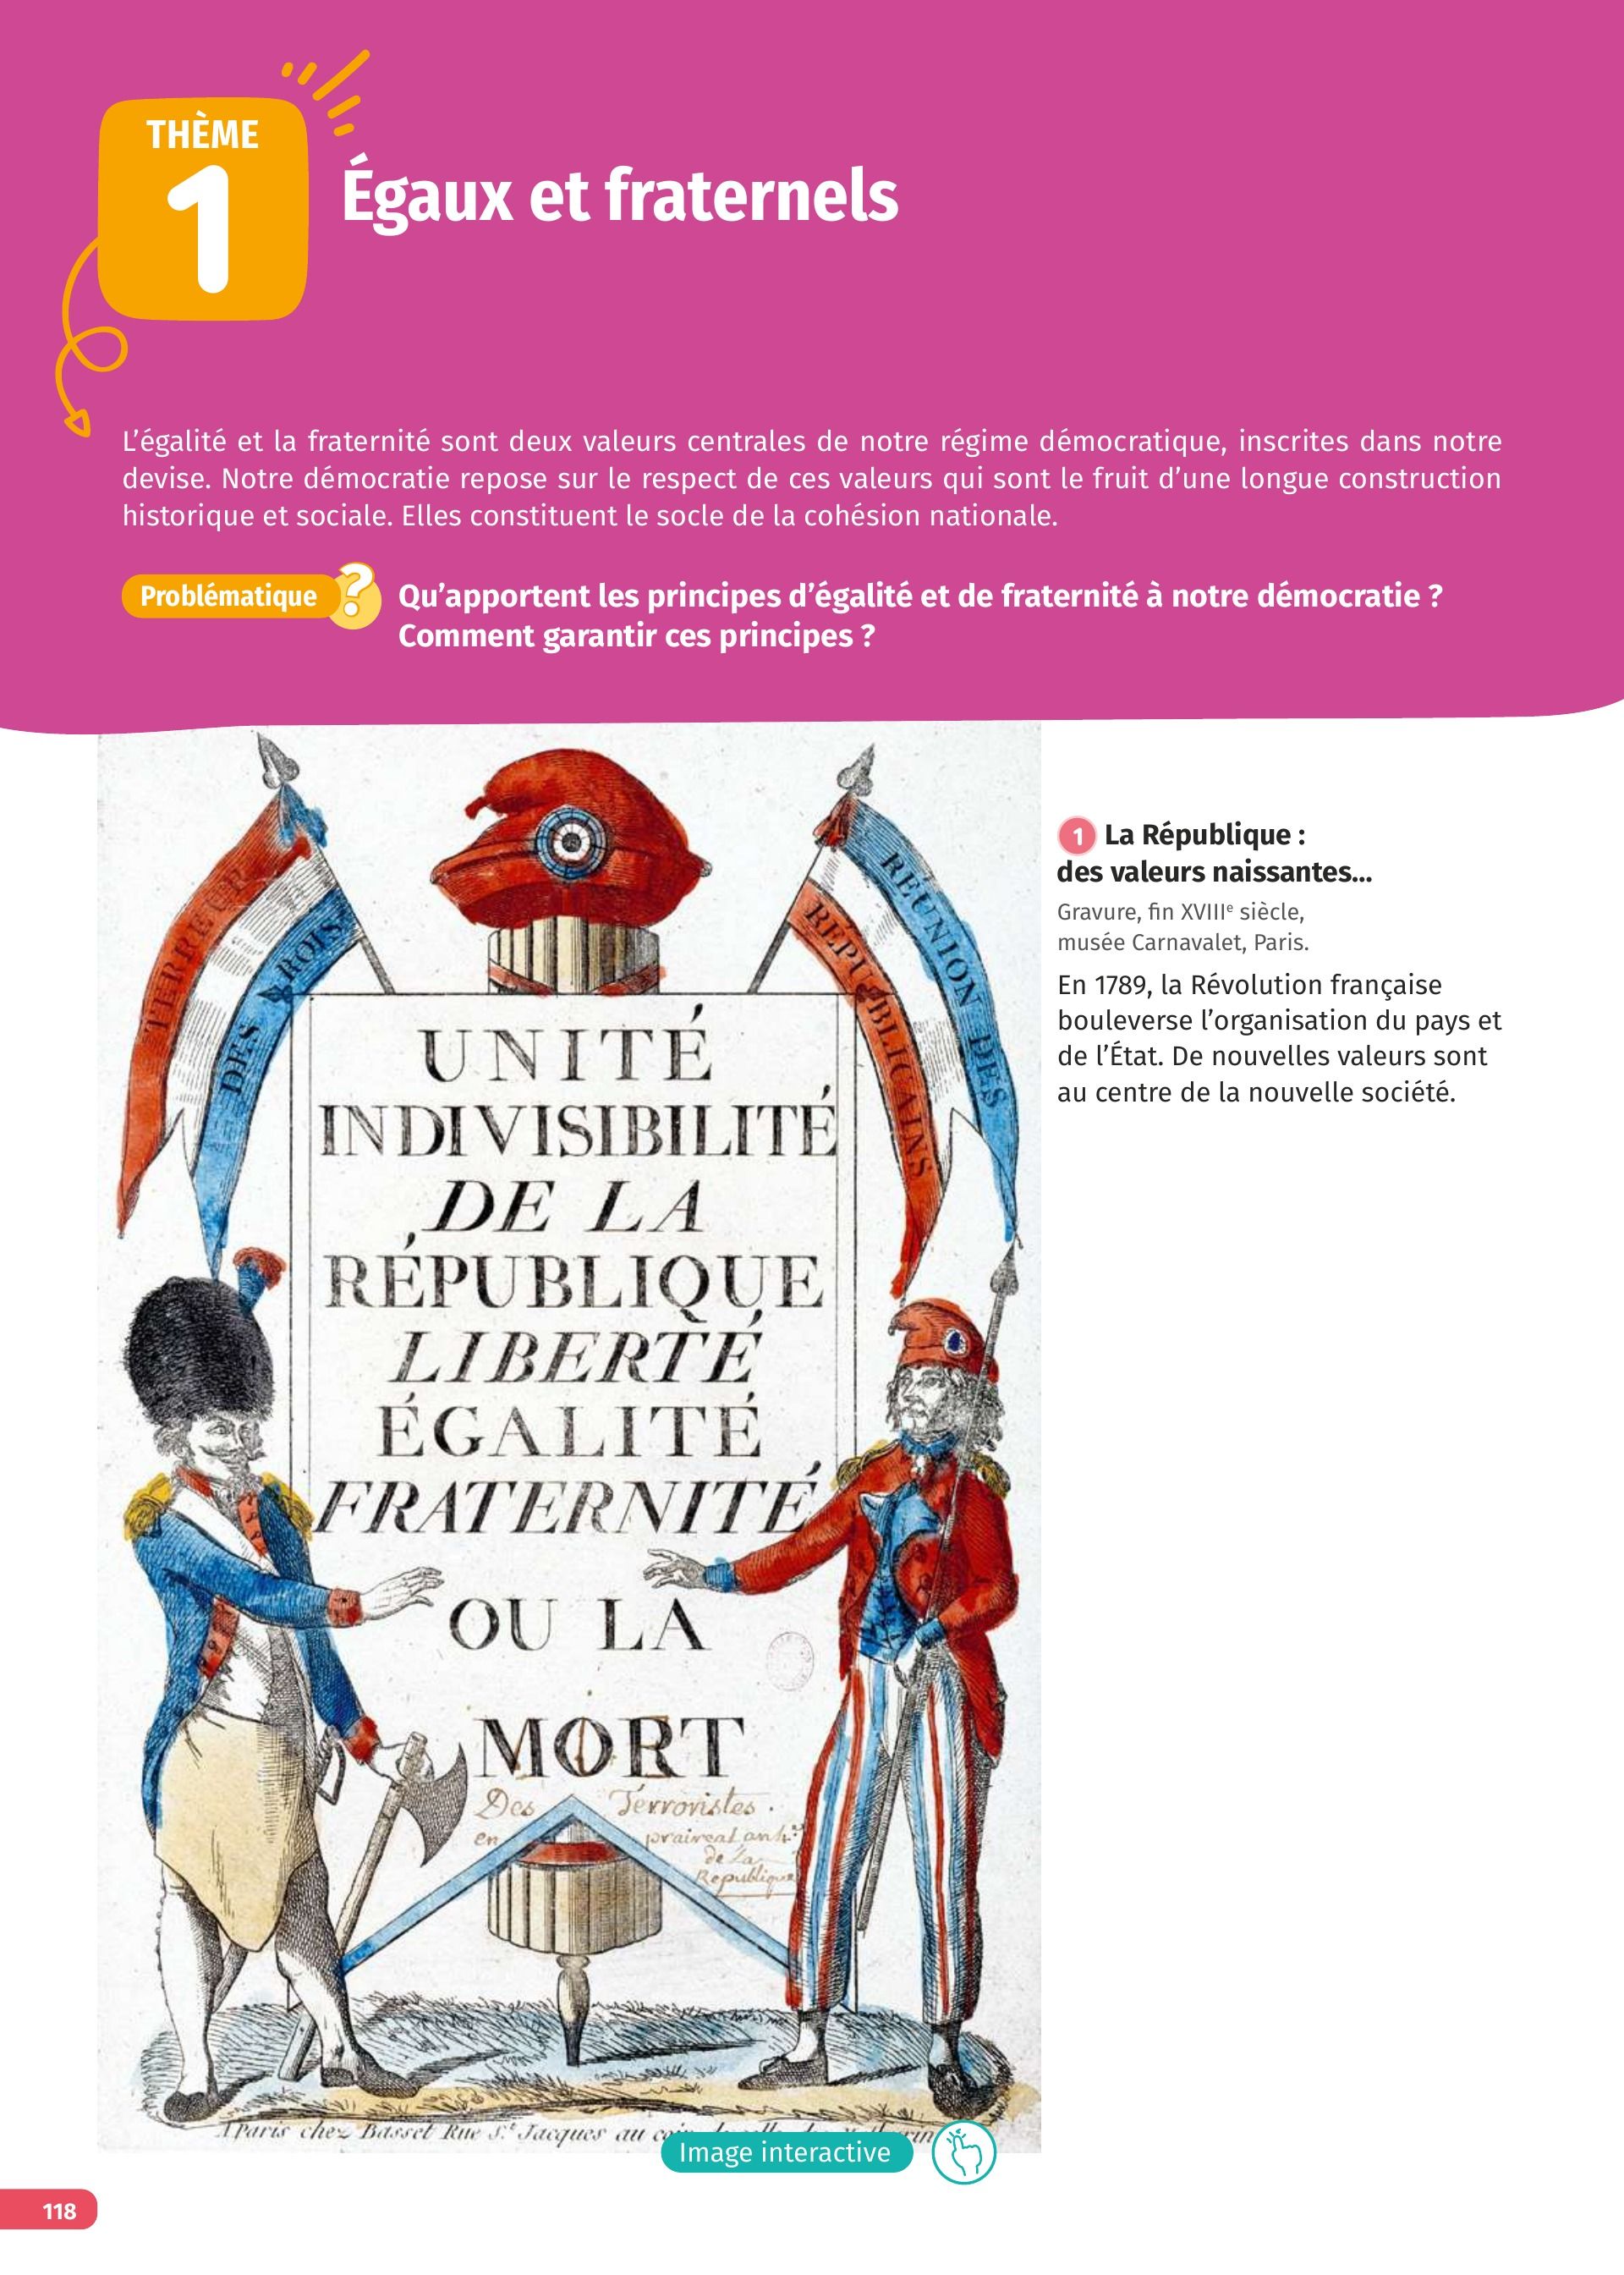 THÈME
1
Égaux et fraternels
L’égalité et la fraternité sont deux valeurs centrales de notre régime démocratique, inscrites dans notre
devise. Notre démocratie repose sur le respect de ces valeurs qui sont le fruit d’une longue construction
historique et sociale. Elles constituent le socle de la cohésion nationale.
Problématique ?
Qu’apportent les principes d’égalité et de fraternité à notre démocratie ?
Comment garantir ces principes ?
TERREUR
DES ROIS
RÉUNION DES
RÉPUBLICAINS
UNITÉ
INDIVISIBILITÉ
DE LA
RÉPUBLIQUE
LIBERTÉ
ÉGALITÉ
FRATERNITÉ
OU LA
MORT
Des Terroristes.
en praireal an 4.e
de la
Republique
A Paris chez Basset Rue S.t Jacques au coin
Image interactive
1 La République :
des valeurs naissantes...
Gravure, fin XVIIIe siècle,
musée Carnavalet, Paris.
En 1789, la Révolution française
bouleverse l’organisation du pays et
de l’État. De nouvelles valeurs sont
au centre de la nouvelle société.
118